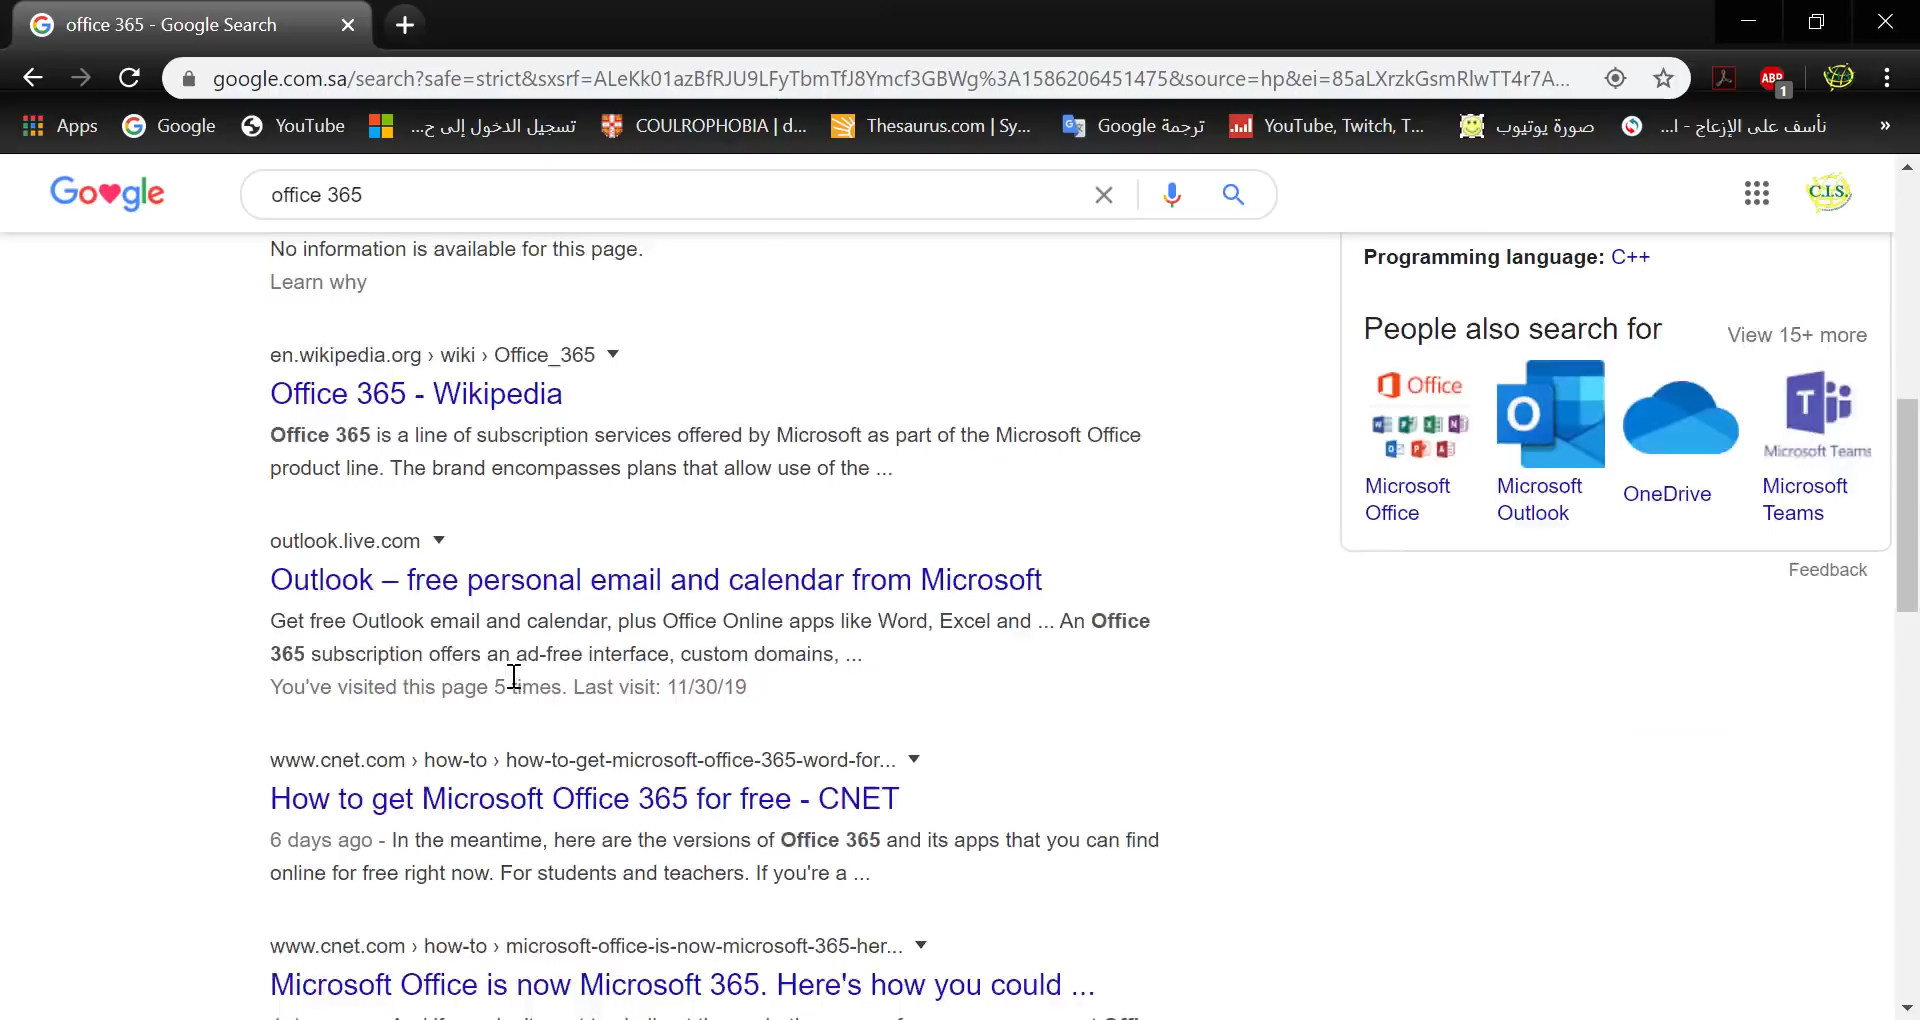 office 365 - Google Search
google.com.sa/search?safe=strict&sxsrf=ALeKk01azBfRJU9LFyTbmTfJ8Ymcf3GBWg%3A1586206451475&source=hp&ei=85aLXrzkGsmRlwTT4r7A...
ABP
1
Apps
Google
YouTube
تسجيل الدخول إلى ح...
COULROPHOBIA | d...
Thesaurus.com | Sy...
ترجمة Google
YouTube, Twitch, T...
صورة يوتيوب
نأسف على الإزعاج - ا...
»
Google
office 365
C.I.S.
No information is available for this page.
Learn why
en.wikipedia.org › wiki › Office_365
Office 365 - Wikipedia
Office 365 is a line of subscription services offered by Microsoft as part of the Microsoft Office
product line. The brand encompasses plans that allow use of the ...
outlook.live.com
Outlook – free personal email and calendar from Microsoft
Get free Outlook email and calendar, plus Office Online apps like Word, Excel and ... An Office
365 subscription offers an ad-free interface, custom domains, ...
You've visited this page 5 times. Last visit: 11/30/19
www.cnet.com › how-to › how-to-get-microsoft-office-365-word-for...
How to get Microsoft Office 365 for free - CNET
6 days ago - In the meantime, here are the versions of Office 365 and its apps that you can find
online for free right now. For students and teachers. If you're a ...
www.cnet.com › how-to › microsoft-office-is-now-microsoft-365-her...
Microsoft Office is now Microsoft 365. Here's how you could ...
Programming language: C++
People also search for
View 15+ more
Office
Microsoft Teams
Microsoft
Office
Microsoft
Outlook
OneDrive
Microsoft
Teams
Feedback